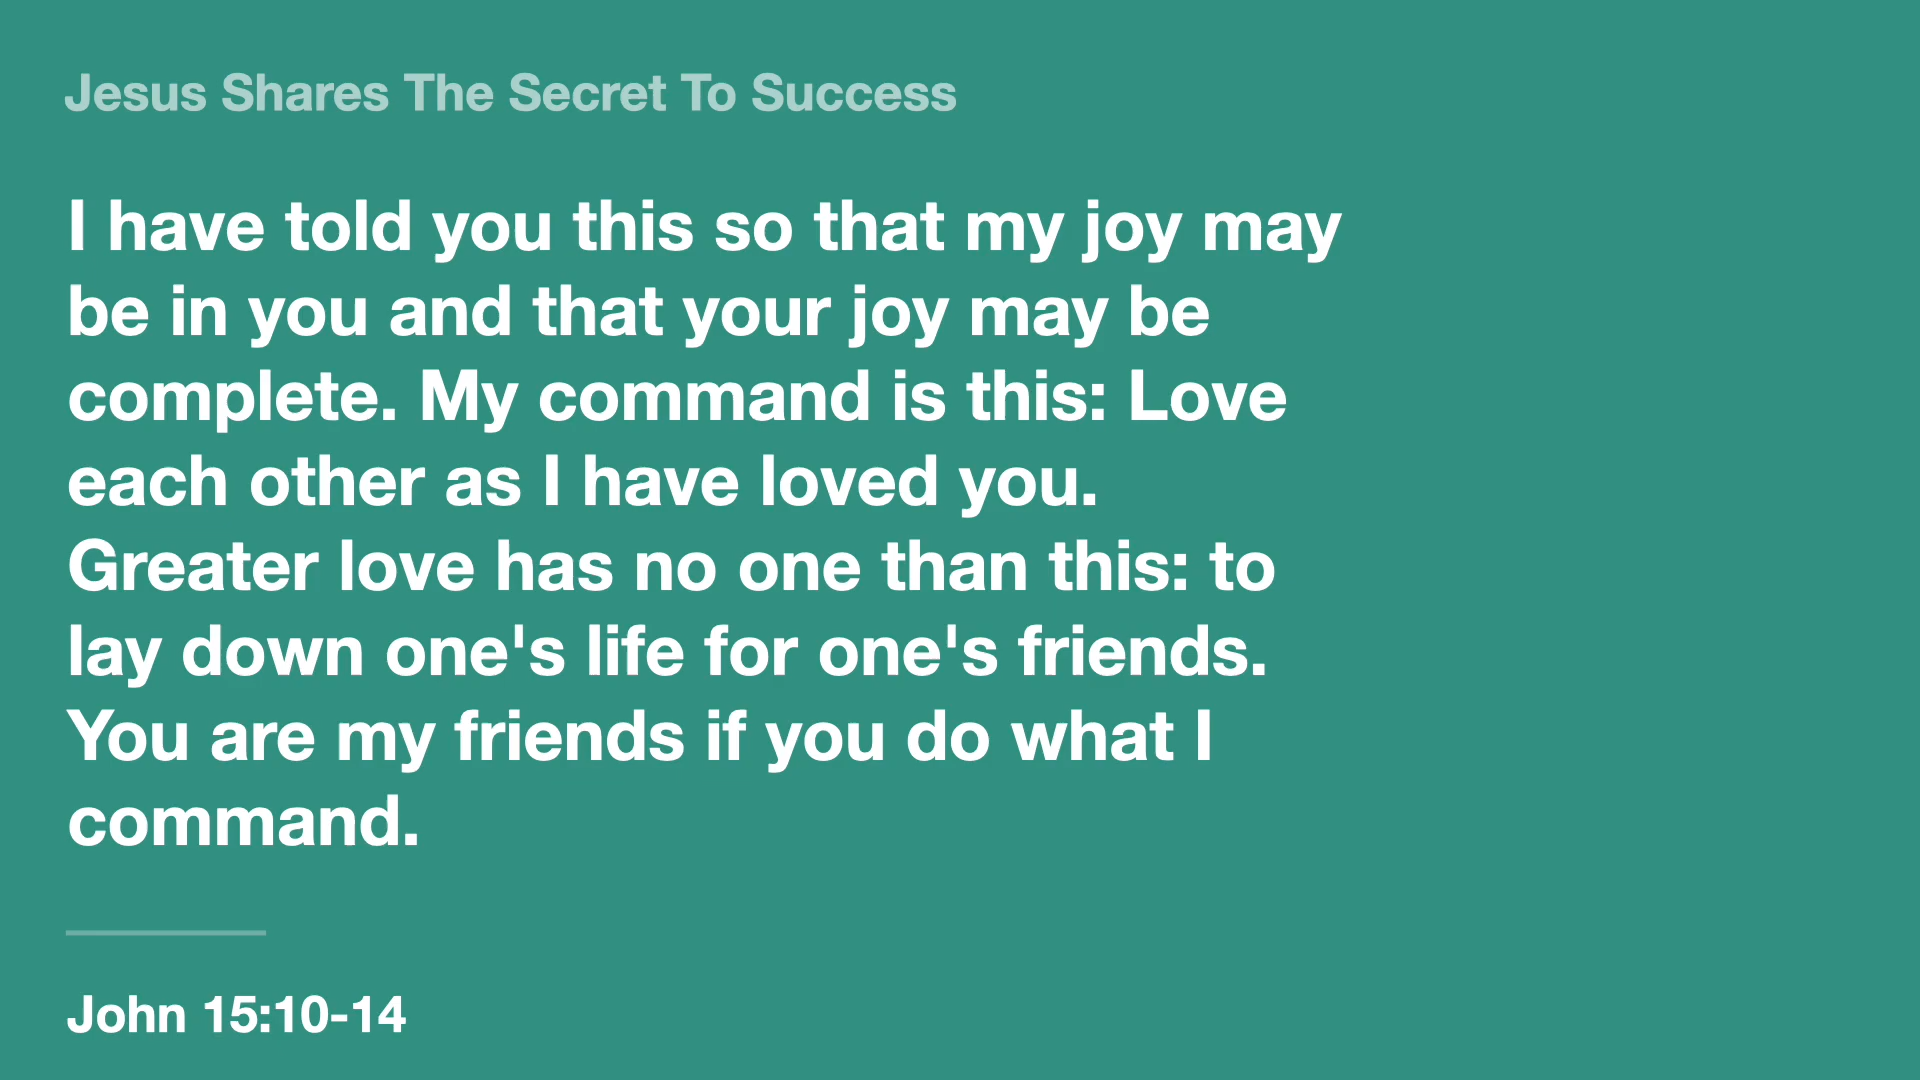 Jesus Shares The Secret To Success
I have told you this so that my joy may
be in you and that your joy may be
complete. My command is this: Love
each other as I have loved you.
Greater love has no one than this: to
lay down one's life for one's friends.
You are my friends if you do what I
command.
John 15:10-14